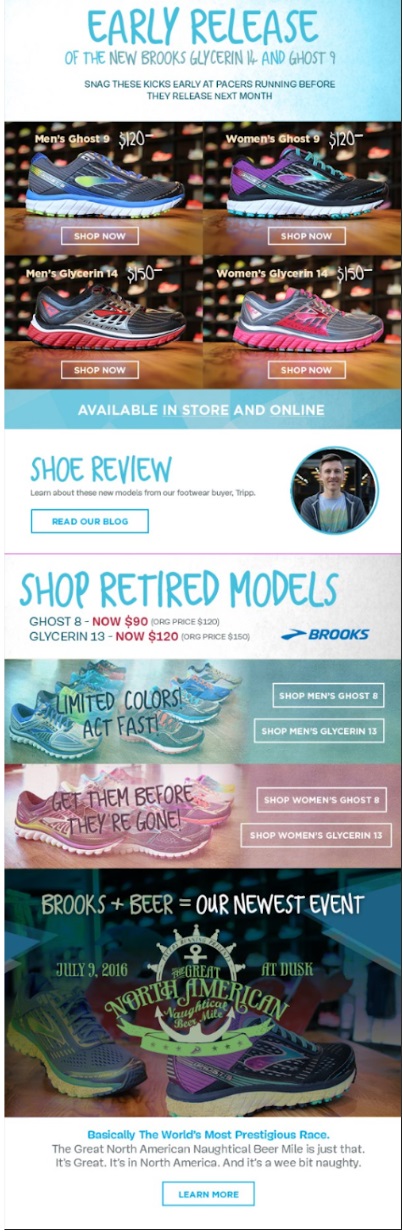 EARLY RELEASE
OF THE NEW BROOKS GLYCERIN 14 AND GHOST 9
SNAG THESE KICKS EARLY AT PACERS RUNNING BEFORE
THEY RELEASE NEXT MONTH
Men's Ghost 9 $120–
Women's Ghost 9 $120–
SHOP NOW
SHOP NOW
Men's Glycerin 14 $150–
Women's Glycerin 14 $150–
SHOP NOW
SHOP NOW
AVAILABLE IN STORE AND ONLINE
SHOE REVIEW
Learn about these new models from our footwear buyer, Tripp.
READ OUR BLOG
SHOP RETIRED MODELS
GHOST 8 - NOW $90 (ORG PRICE $120)
GLYCERIN 13 - NOW $120 (ORG PRICE $150)
BROOKS
LIMITED COLORS!
ACT FAST!
SHOP MEN'S GHOST 8
SHOP MEN'S GLYCERIN 13
GET THEM BEFORE
THEY'RE GONE!
SHOP WOMEN'S GHOST 8
SHOP WOMEN'S GLYCERIN 13
BROOKS + BEER = OUR NEWEST EVENT
JULY 9, 2016
AT DUSK
THE GREAT
NORTH AMERICAN
Naughtical
Beer Mile
Basically The World's Most Prestigious Race.
The Great North American Naughtical Beer Mile is just that.
It's Great. It's in North America. And it's a wee bit naughty.
LEARN MORE